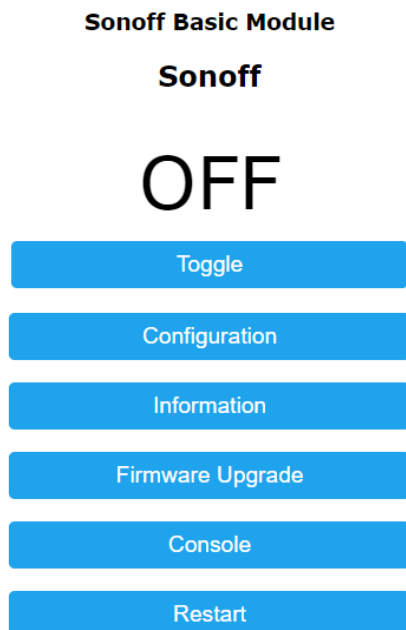 Sonoff Basic Module
Sonoff
OFF
Toggle
Configuration
Information
Firmware Upgrade
Console
Restart